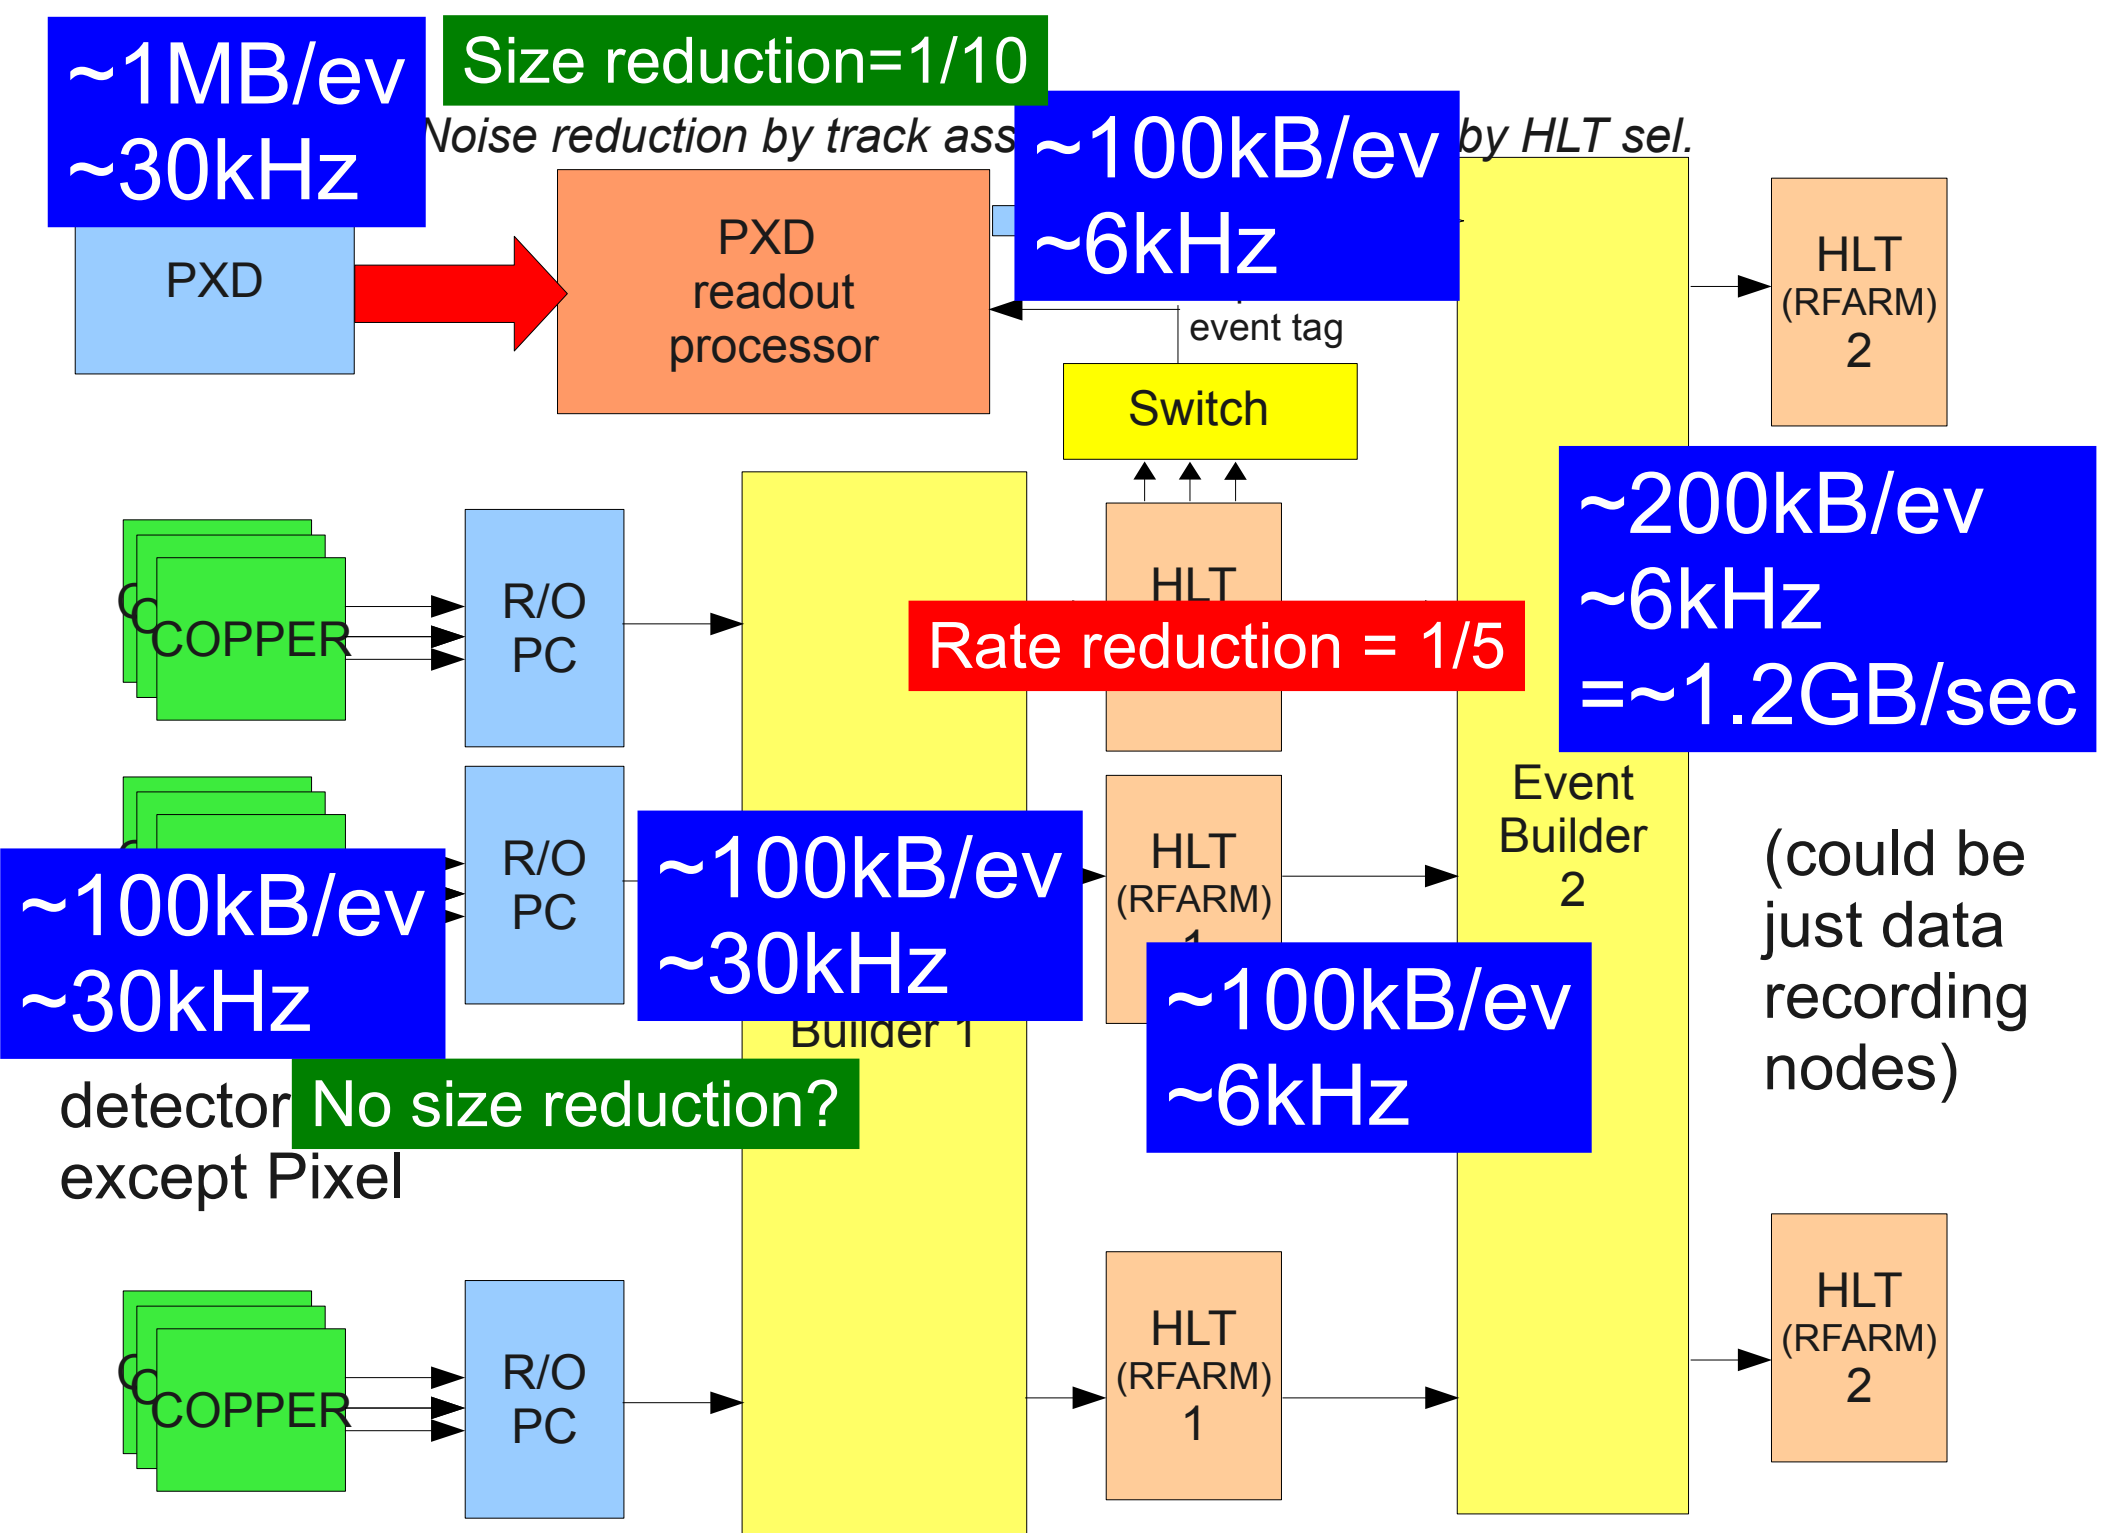 ~1MB/ev
~30kHz
Size reduction=1/10
Noise reduction by track
by HLT sel.
~100kB/ev
~6kHz
PXD
PXD
readout
processor
event tag
Switch
HLT
(RFARM)
2
~200kB/ev
~6kHz
=~1.2GB/sec
COPPER
R/O
PC
HLT
Rate reduction = 1/5
R/O
PC
~100kB/ev
~30kHz
~100kB/ev
~30kHz
Builder 1
HLT
(RFARM)
~100kB/ev
~6kHz
Event
Builder
2
(could be
just data
recording
nodes)
detector
No size reduction?
except Pixel
COPPER
R/O
PC
HLT
(RFARM)
1
HLT
(RFARM)
2